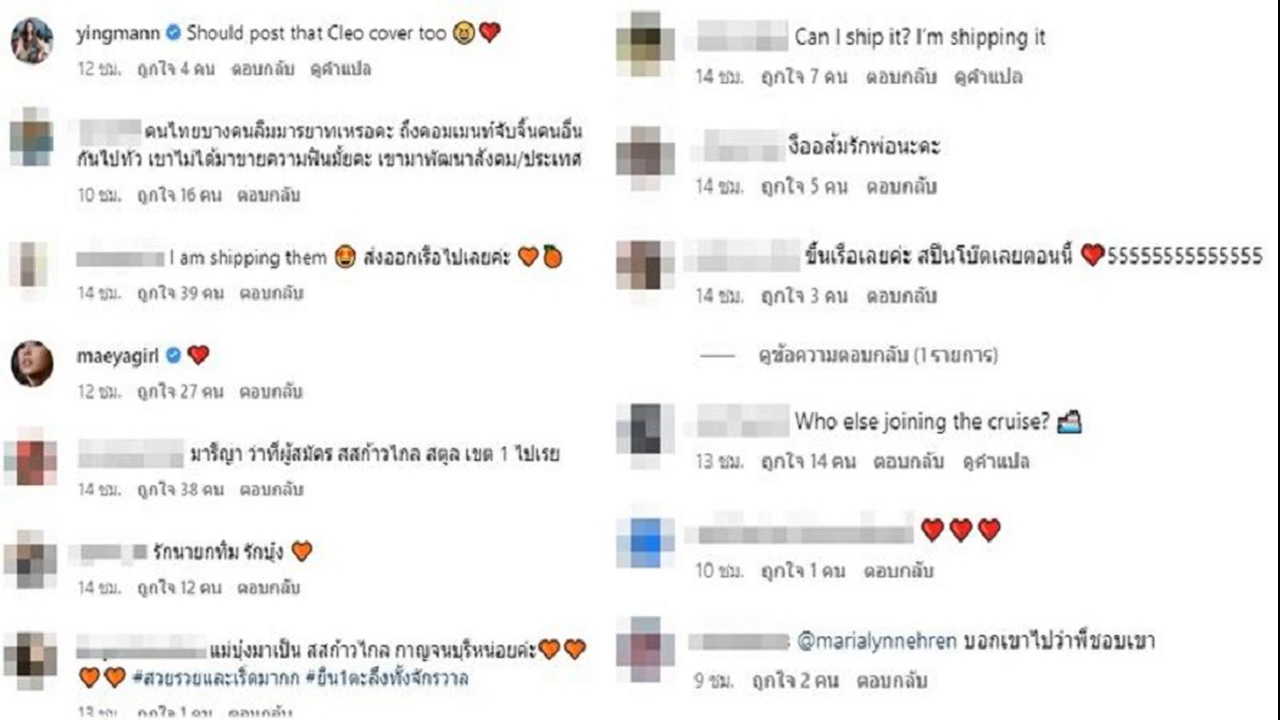 yingmann Should post that Cleo cover too
12 ชม. ถูกใจ 4 คน ตอบกลับ ดูคำแปล
คนไทยบางคนลืมมารยาทเหรอคะ ถึงคอมเมนท์จับจิ้นคนอื่น
กันไปทั่ว เขาไม่ได้มาขายความฟินมั้ยคะ เขามาพัฒนาสังคม/ประเทศ
10 ชม. ถูกใจ 16 คน ตอบกลับ
I am shipping them 🤩 ส่งออกเรือไปเลยค่ะ 🧡🍊
14 ชม. ถูกใจ 39 คน ตอบกลับ
maeyagirl ❤️
12 ชม. ถูกใจ 27 คน ตอบกลับ
มารีญา ว่าที่ผู้สมัคร สสก้าวไกล สตูล เขต 1 ไปเรย
14 ชม. ถูกใจ 38 คน ตอบกลับ
รักนายกทิม รักบุ๋ง 🧡
14 ชม. ถูกใจ 12 คน ตอบกลับ
แม่บุ๋งมาเป็น สสก้าวไกล กาญจนบุรีหน่อยค่ะ🧡🧡
🧡🧡 #สวยรวยและเริ่ดมากก #ยืน1ตะลึงทั้งจักรวาล
13 ชม. ถูกใจ 1 คน ตอบกลับ
Can I ship it? I'm shipping it
14 ชม. ถูกใจ 7 คน ตอบกลับ ดูคำแปล
งืออส้มรักพ่อนะคะ
14 ชม. ถูกใจ 5 คน ตอบกลับ
ขึ้นเรือเลยค่ะ สปีนโบ๊ตเลยตอนนี้ ❤️55555555555555
14 ชม. ถูกใจ 3 คน ตอบกลับ
ดูข้อความตอบกลับ (1 รายการ)
Who else joining the cruise? 🛳️
13 ชม. ถูกใจ 14 คน ตอบกลับ ดูคำแปล
❤️❤️❤️
10 ชม. ถูกใจ 1 คน ตอบกลับ
@marialynnehren บอกเขาไปว่าพี่ชอบเขา
9 ชม. ถูกใจ 2 คน ตอบกลับ